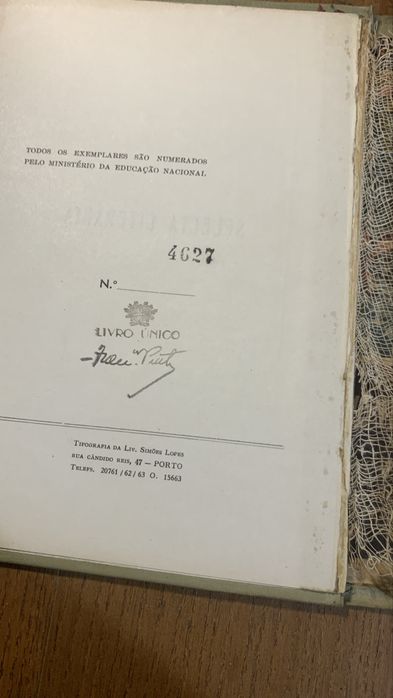 TODOS OS EXEMPLARES SÃO NUMERADOS
PELO MINISTÉRIO DA EDUCAÇÃO NACIONAL
4627
N.º
LIVRO ÚNICO
TIPOGRAFIA DA LIV. SIMÕES LOPES
RUA CÂNDIDO REIS, 47 — PORTO
TELEFS. 20761/62/63 O. 15663